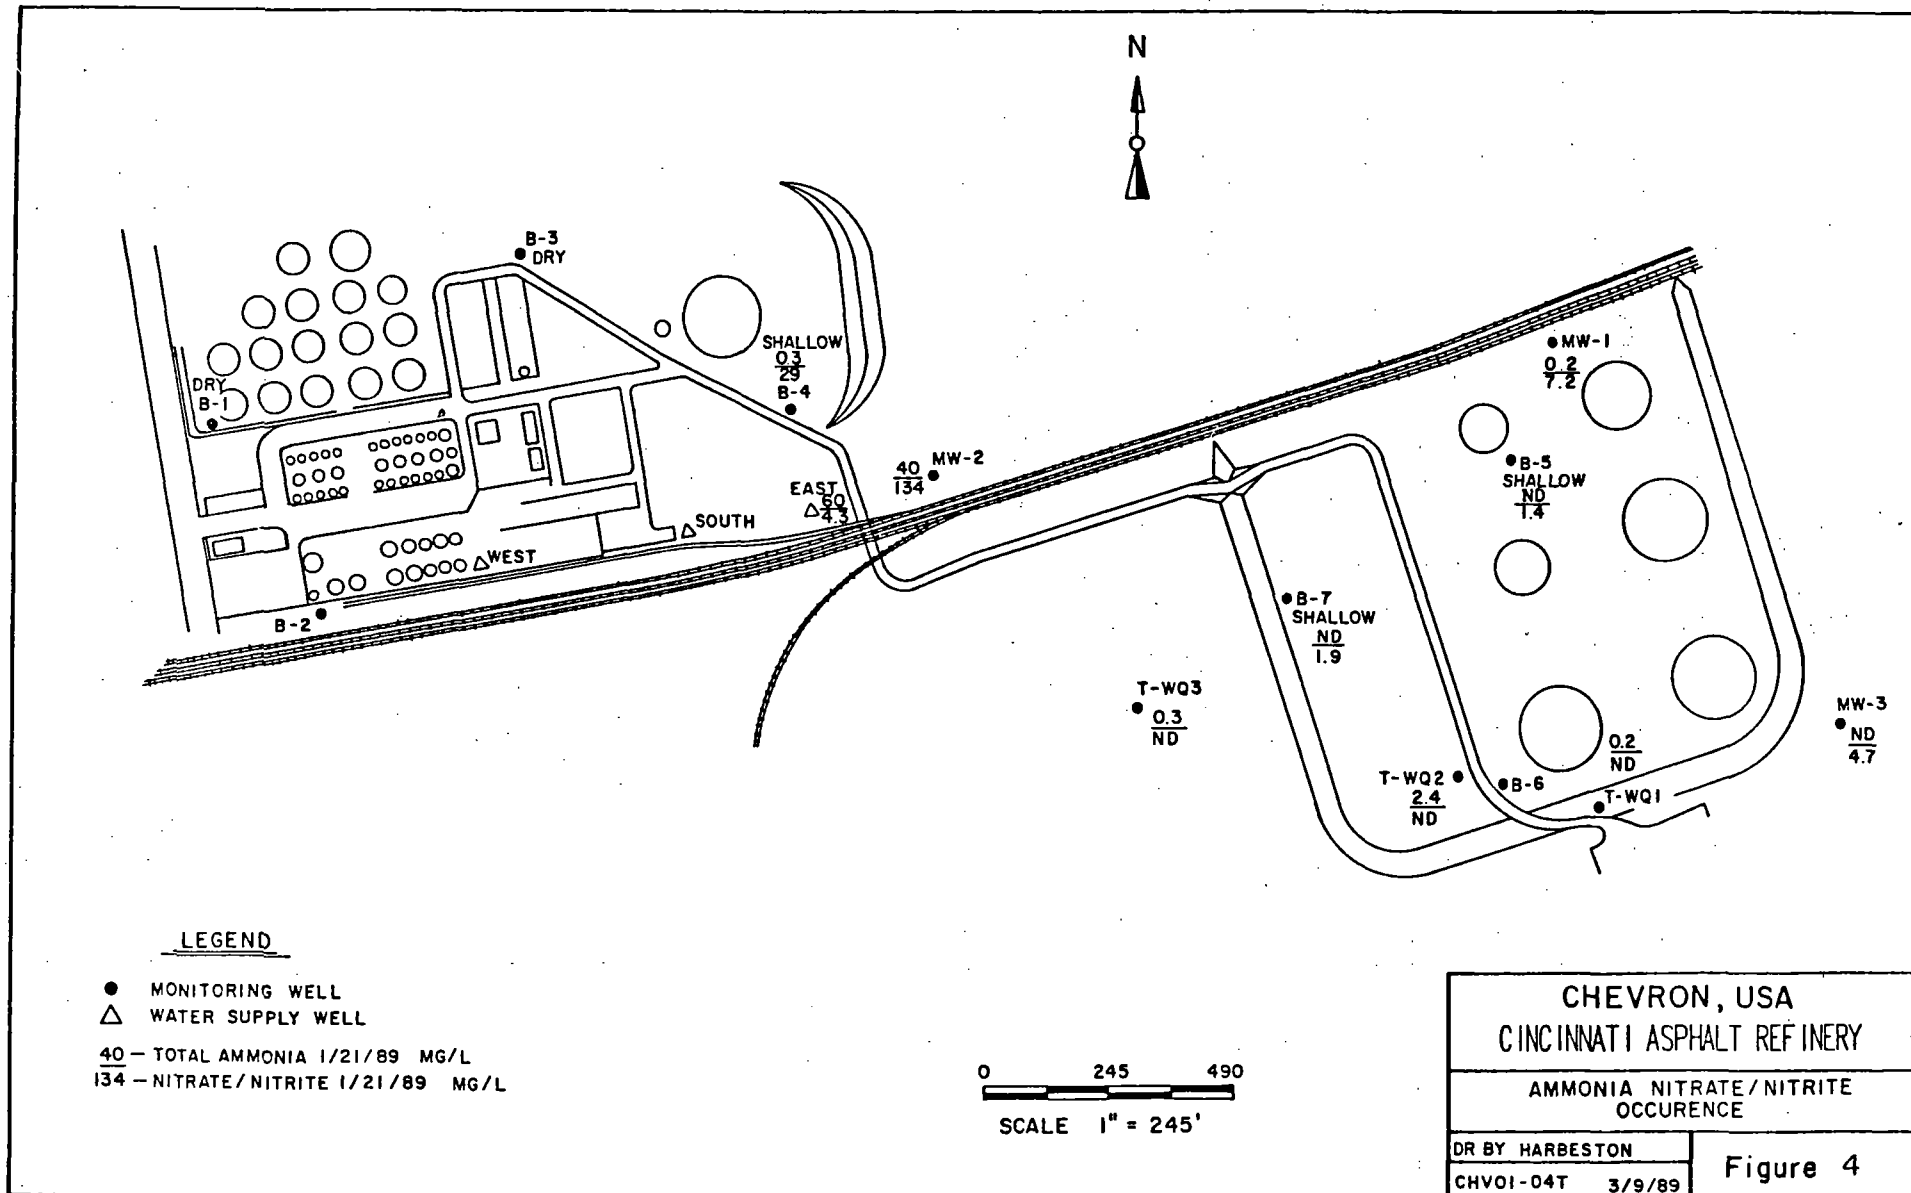 N
B-3
DRY
SHALLOW
0.3
29
B-4
DRY
B-1
MW-1
0.2
7.2
MW-2
40
134
EAST
60
4.3
SOUTH
WEST
B-2
B-5
SHALLOW
ND
1.4
B-7
SHALLOW
ND
1.9
T-WQ3
0.3
ND
T-WQ2
2.4
ND
B-6
0.2
ND
T-WQ1
MW-3
ND
4.7
LEGEND
MONITORING WELL
WATER SUPPLY WELL
40 — TOTAL AMMONIA 1/21/89 MG/L
134 — NITRATE/NITRITE 1/21/89 MG/L
0 245 490
SCALE 1" = 245'
CHEVRON, USA
CINCINNATI ASPHALT REFINERY
AMMONIA NITRATE/NITRITE
OCCURENCE
DR BY HARBESTON
CHVO1-04T 3/9/89
Figure 4